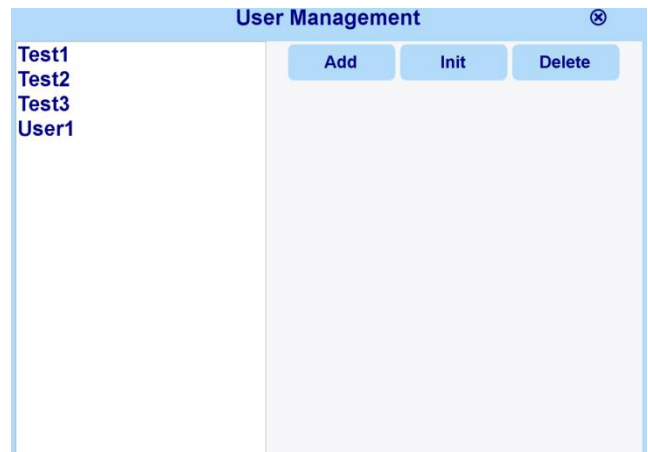 User Management
Test1
Test2
Test3
User1
Add Init Delete